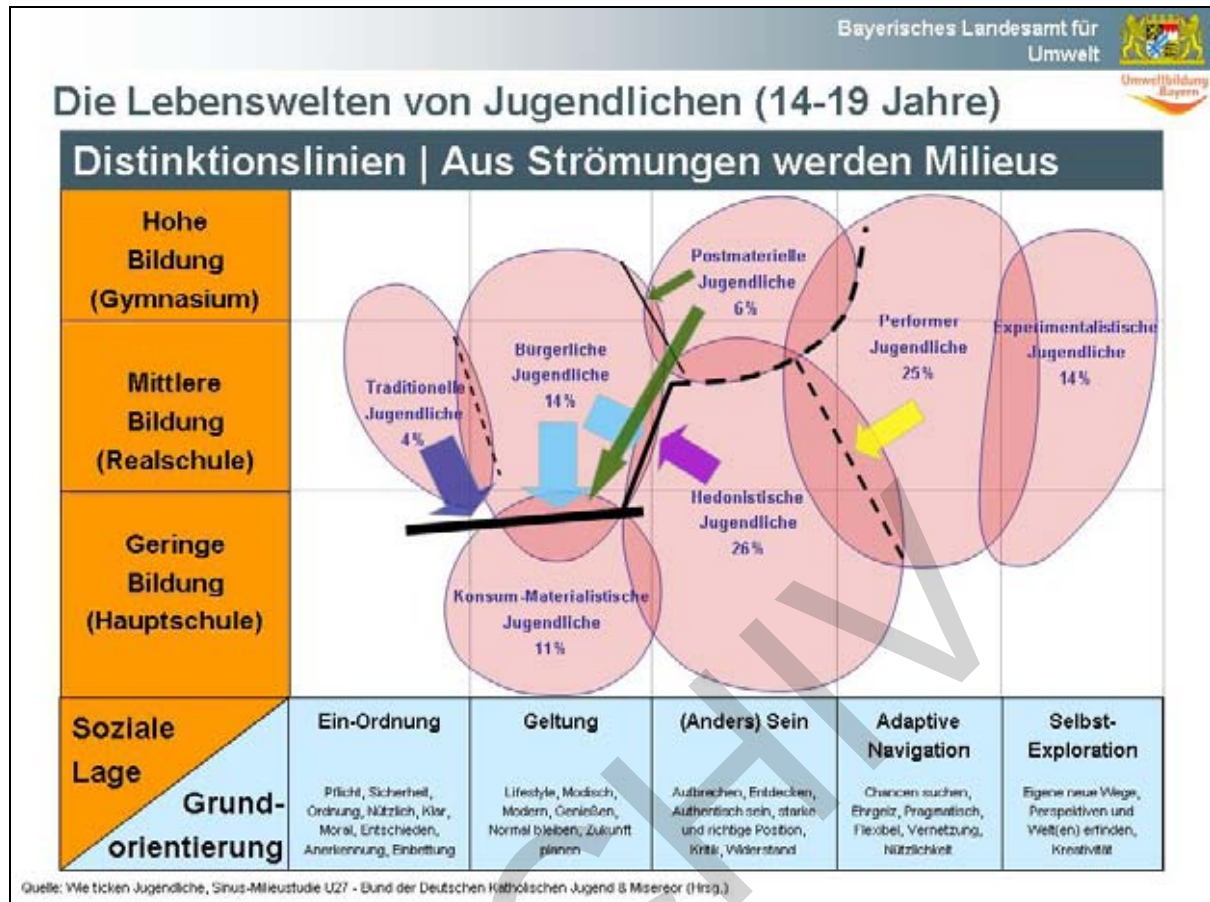 Bayerisches Landesamt für
Umwelt
Umweltbildung
Bayern
Die Lebenswelten von Jugendlichen (14-19 Jahre)
Distinktionslinien | Aus Strömungen werden Milieus
Hohe
Bildung
(Gymnasium)
Mittlere
Bildung
(Realschule)
Geringe
Bildung
(Hauptschule)
Traditionelle
Jugendliche
4%
Bürgerliche
Jugendliche
14%
Postmaterielle
Jugendliche
6%
Performer
Jugendliche
25%
Experimentalistische
Jugendliche
14%
Hedonistische
Jugendliche
26%
Konsum-Materialistische
Jugendliche
11%
Soziale
Lage
Grund-
orientierung
Ein-Ordnung
Pflicht, Sicherheit,
Ordnung, Nützlich, Klar,
Moral, Entschieden,
Anerkennung, Einbettung
Geltung
Lifestyle, Modisch,
Modern, Genießen,
Normal bleiben, Zukunft
planen
(Anders) Sein
Aufbrechen, Entdecken,
Authentisch sein, starke
und richtige Position,
Kritik, Widerstand
Adaptive
Navigation
Chancen suchen,
Ehrgeiz, Pragmatisch,
Flexibel, Vernetzung,
Nützlichkeit
Selbst-
Exploration
Eigene neue Wege,
Perspektiven und
Welt(en) erfinden,
Kreativität
Quelle: Wie ticken Jugendliche, Sinus-Milieustudie U27 - Bund der Deutschen Katholischen Jugend & Misereor (Hrsg.)
CHIV